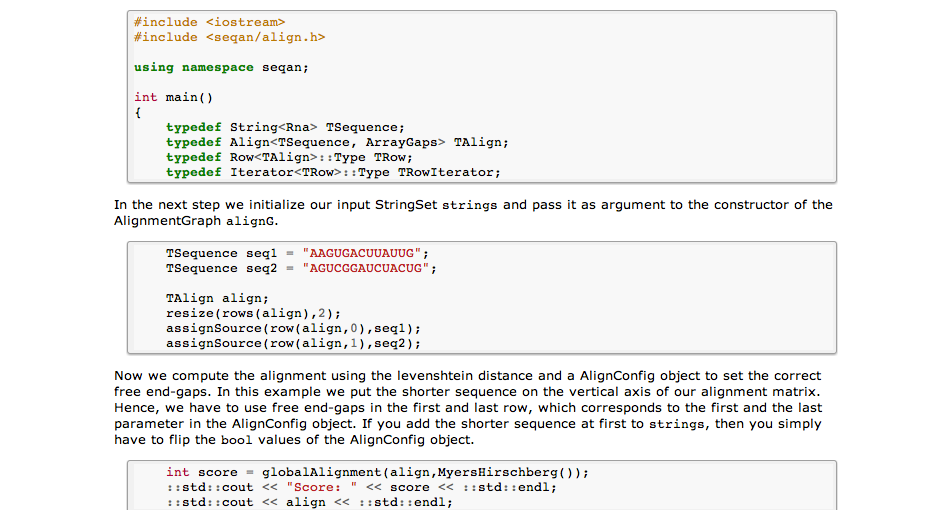 #include <iostream>
#include <seqan/align.h>
using namespace seqan;
int main()
{
typedef String<Rna> TSequence;
typedef Align<TSequence, ArrayGaps> TAlign;
typedef Row<TAlign>::Type TRow;
typedef Iterator<TRow>::Type TRowIterator;
In the next step we initialize our input StringSet strings and pass it as argument to the constructor of the
AlignmentGraph alignG.
TSequence seq1 = "AAGUGACUUAUUG";
TSequence seq2 = "AGUCGGAUCUACUG";
TAlign align;
resize(rows(align),2);
assignSource(row(align,0),seq1);
assignSource(row(align,1),seq2);
Now we compute the alignment using the levenshtein distance and a AlignConfig object to set the correct
free end-gaps. In this example we put the shorter sequence on the vertical axis of our alignment matrix.
Hence, we have to use free end-gaps in the first and last row, which corresponds to the first and the last
parameter in the AlignConfig object. If you add the shorter sequence at first to strings, then you simply
have to flip the bool values of the AlignConfig object.
int score = globalAlignment(align,MyersHirschberg());
::std::cout << "Score: " << score << ::std::endl;
::std::cout << align << ::std::endl;